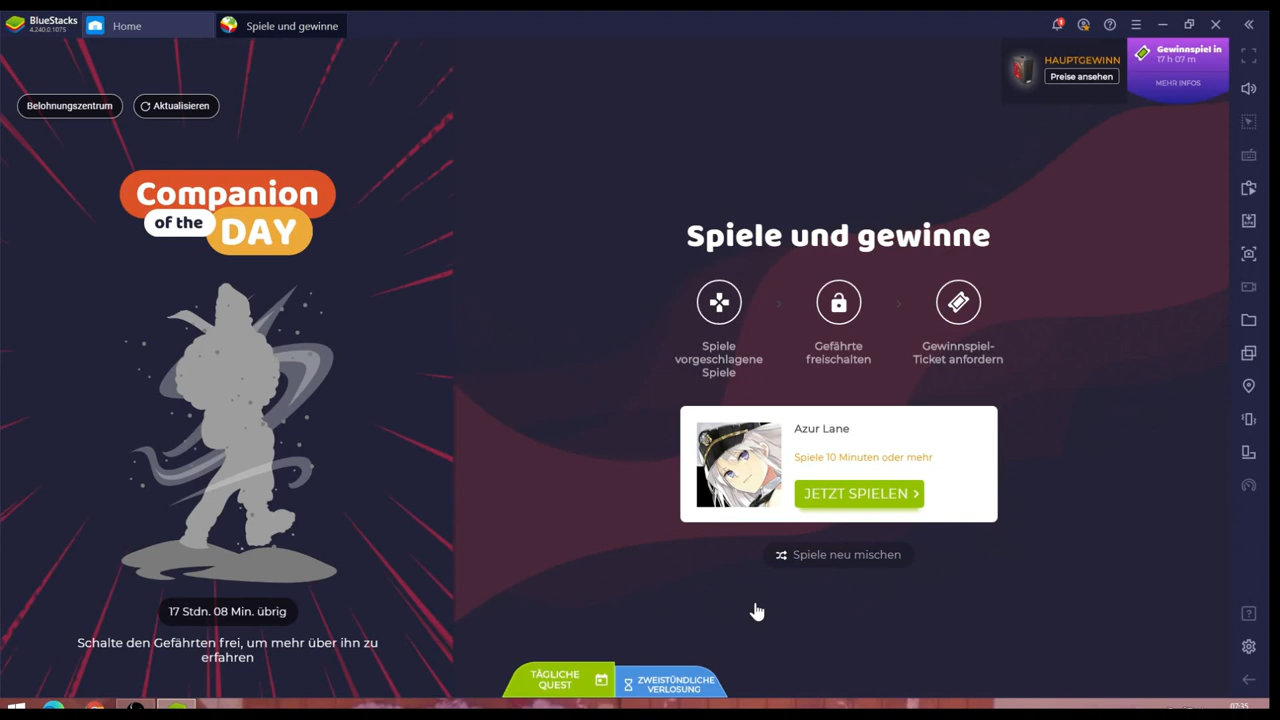 BlueStacks
4.240.0.1075
Home
Spiele und gewinne
HAUPTGEWINN
Preise ansehen
Gewinnspiel in
17 h 07 m
MEHR INFOS
Belohnungszentrum
Aktualisieren
Companion
of the
DAY
17 Stdn. 08 Min. übrig
Schalte den Gefährten frei, um mehr über ihn zu
erfahren
Spiele und gewinne
Spiele
vorgeschlagene
Spiele
Gefährte
freischalten
Gewinnspiel-
Ticket anfordern
Azur Lane
Spiele 10 Minuten oder mehr
JETZT SPIELEN
Spiele neu mischen
TÄGLICHE
QUEST
ZWEISTÜNDLICHE
VERLOSUNG
07:35